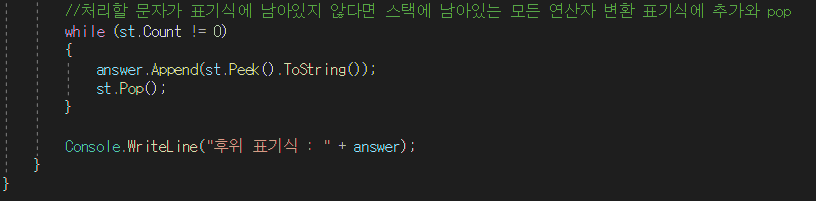 //처리할 문자가 표기식에 남아있지 않다면 스택에 남아있는 모든 연산자 변환 표기식에 추가와 pop
while (st.Count != 0)
{
answer.Append(st.Peek().ToString());
st.Pop();
}
Console.WriteLine("후위 표기식 : " + answer);
}
}